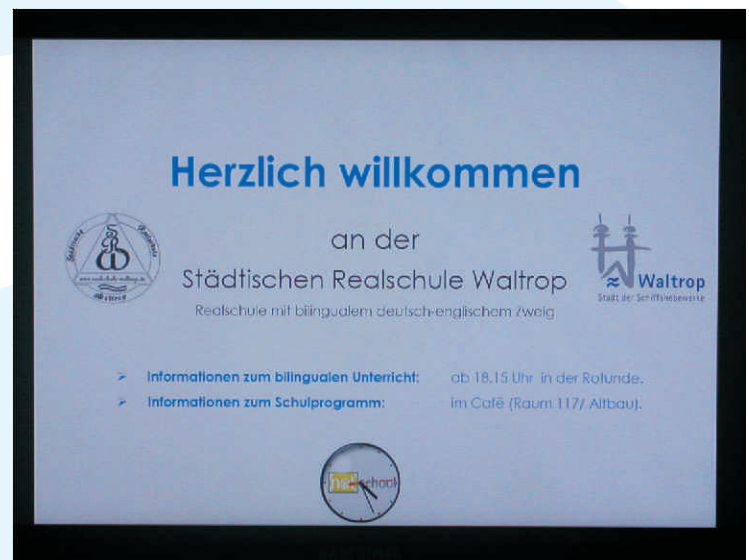 Herzlich willkommen
an der
Städtischen Realschule Waltrop
Realschule mit bilingualem deutsch-englischem Zweig
Waltrop
Stadt der Schiffshebewerke
Informationen zum bilingualen Unterricht: ab 18.15 Uhr in der Rotunde.
Informationen zum Schulprogramm: im Café (Raum 117/ Altbau).
school